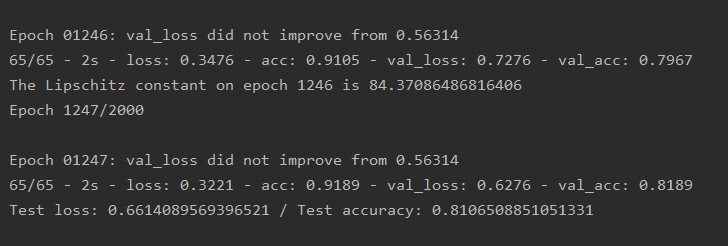 Epoch 01246: val_loss did not improve from 0.56314
65/65 - 2s - loss: 0.3476 - acc: 0.9105 - val_loss: 0.7276 - val_acc: 0.7967
The Lipschitz constant on epoch 1246 is 84.37086486816406
Epoch 1247/2000
Epoch 01247: val_loss did not improve from 0.56314
65/65 - 2s - loss: 0.3221 - acc: 0.9189 - val_loss: 0.6276 - val_acc: 0.8189
Test loss: 0.6614089569396521 / Test accuracy: 0.8106508851051331